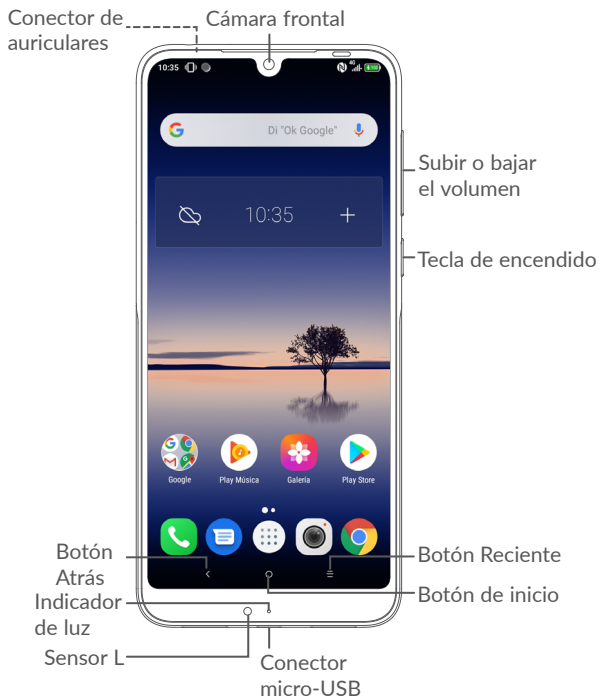 Conector de
auriculares
Cámara frontal
10:35
4G
100
G
Di "Ok Google"
10:35
Subir o bajar
el volumen
Tecla de encendido
Google
Play Música
Galería
Play Store
Botón
Atrás
Botón Reciente
Botón de inicio
Indicador
de luz
Sensor L
Conector
micro-USB